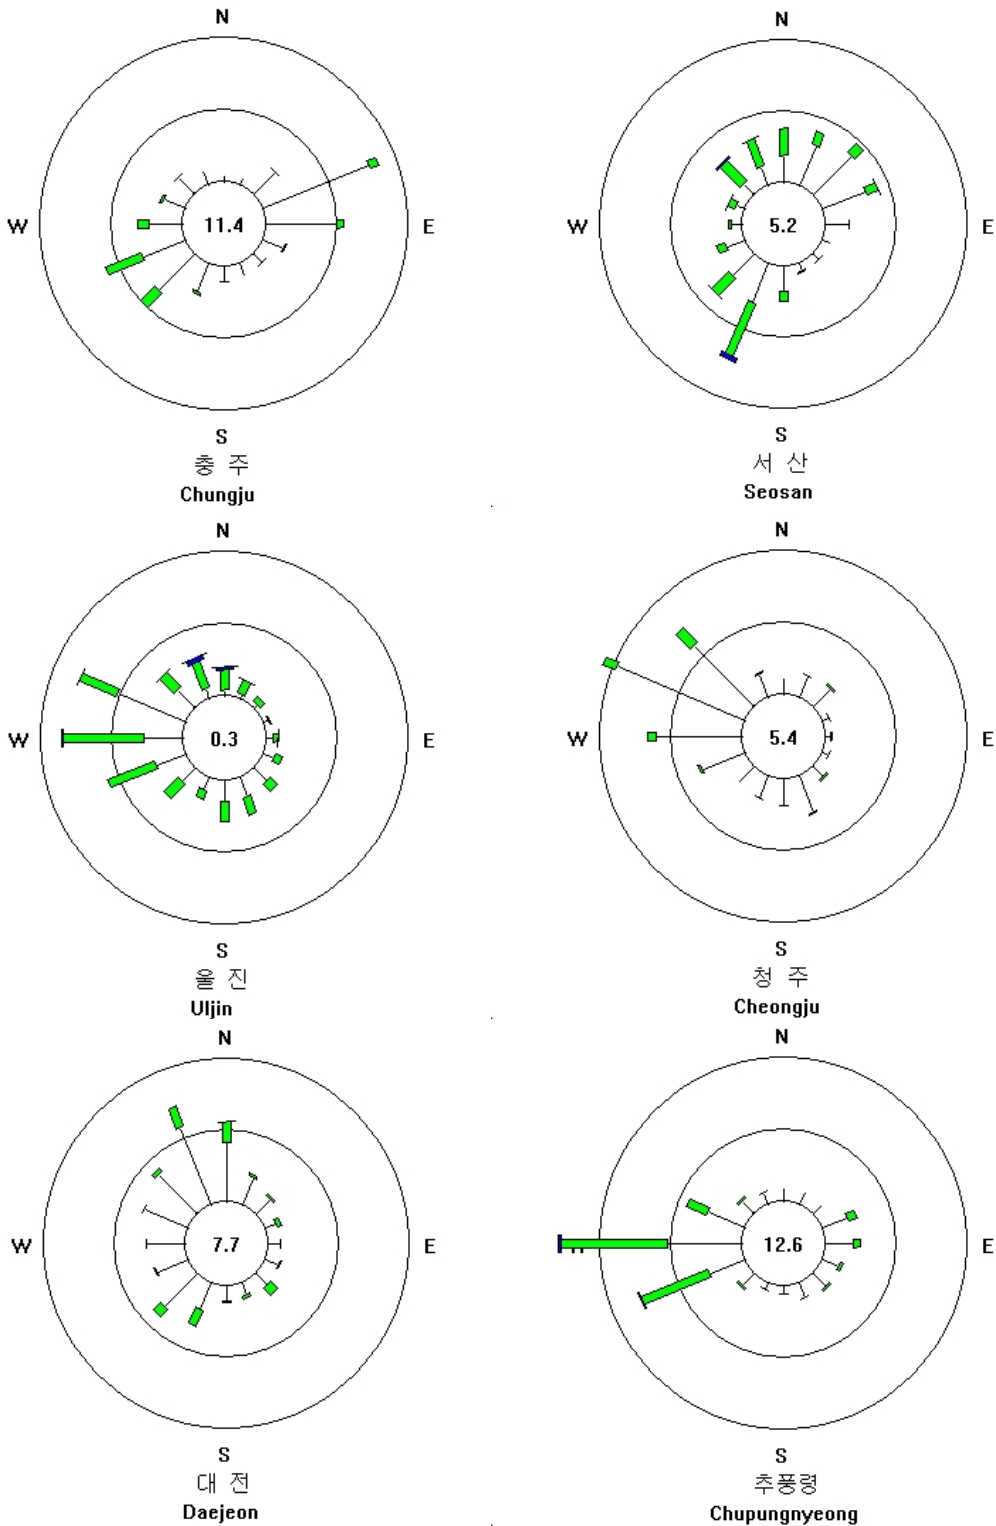 N
N
W
11.4
E
W
5.2
E
S
S
충 주
서 산
Chungju
Seosan
N
N
W
0.3
E
W
5.4
E
S
S
울 진
청 주
Uljin
Cheongju
N
N
W
7.7
E
12.6
E
S
S
대 전
추풍령
Daejeon
Chupungnyeong